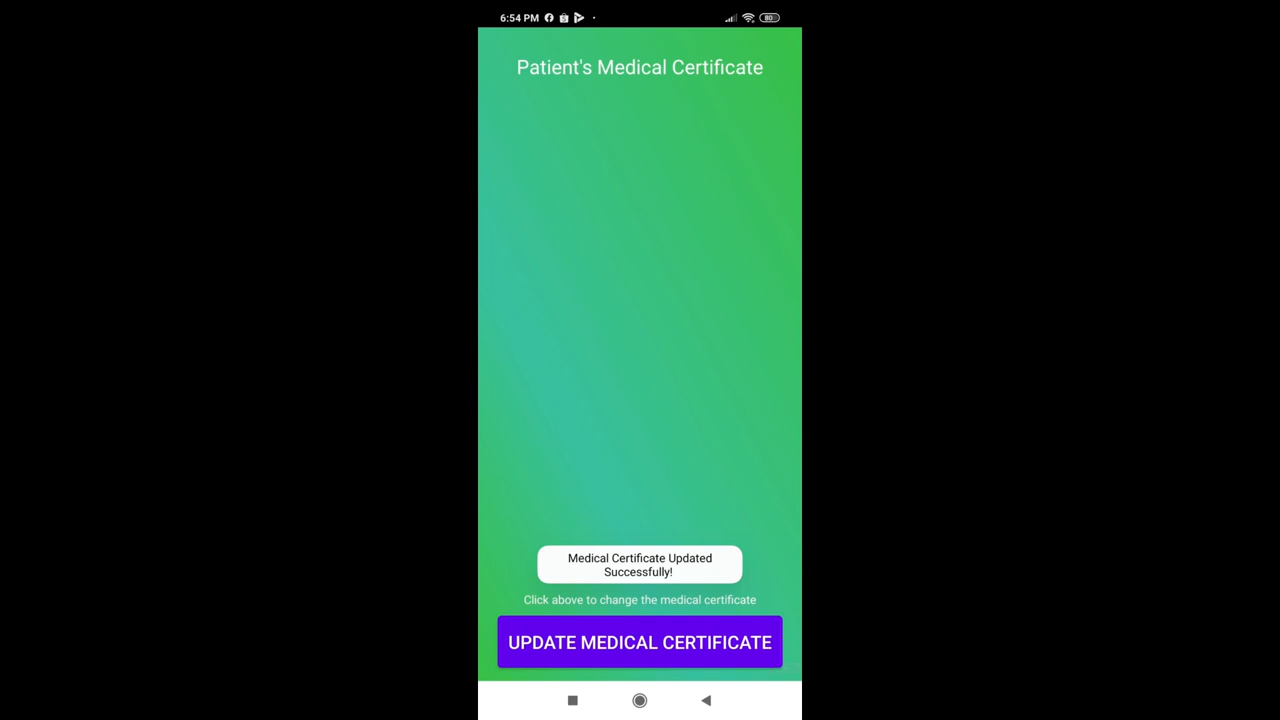 6:54 PM
80
Patient's Medical Certificate
Medical Certificate Updated
Successfully!
Click above to change the medical certificate
UPDATE MEDICAL CERTIFICATE